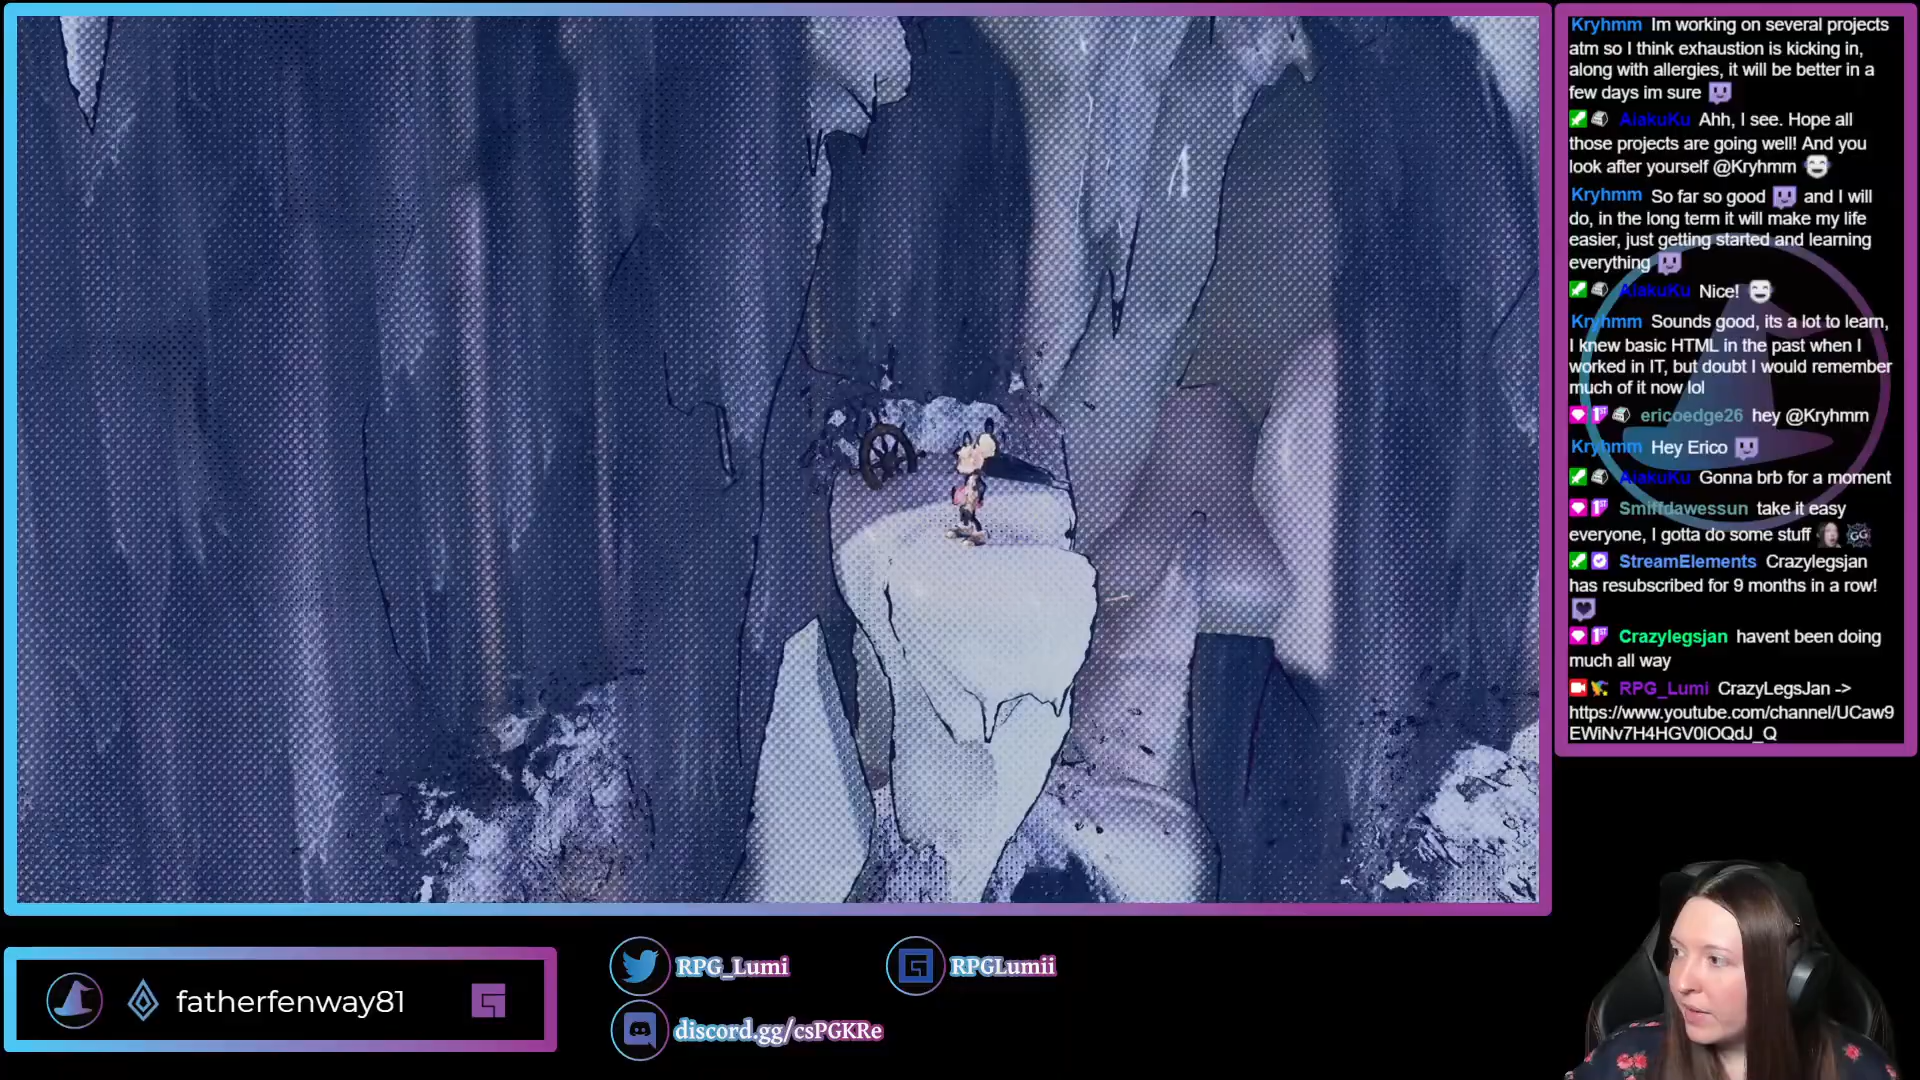 Kryhmm Im working on several projects
atm so I think exhaustion is kicking in,
along with allergies, it will be better in a
few days im sure
AiakuKu Ahh, I see. Hope all
those projects are going well! And you
look after yourself @Kryhmm
Kryhmm So far so good and I will
do, in the long term it will make my life
easier, just getting started and learning
everything
AiakuKu Nice!
Kryhmm Sounds good, its a lot to learn,
I knew basic HTML in the past when I
worked in IT, but doubt I would remember
much of it now lol
1ST ericoedge26 hey @Kryhmm
Kryhmm Hey Erico
AiakuKu Gonna brb for a moment
1ST Smiffdawessun take it easy
everyone, I gotta do some stuff GG
StreamElements Crazylegsjan
has resubscribed for 9 months in a row!
1ST Crazylegsjan havent been doing
much all way
RPG_Lumi CrazyLegsJan ->
https://www.youtube.com/channel/UCaw9
EWiNv7H4HGV0lOQdJ_Q
fatherfenway81
RPG_Lumi
RPGLumii
discord.gg/csPGKRe